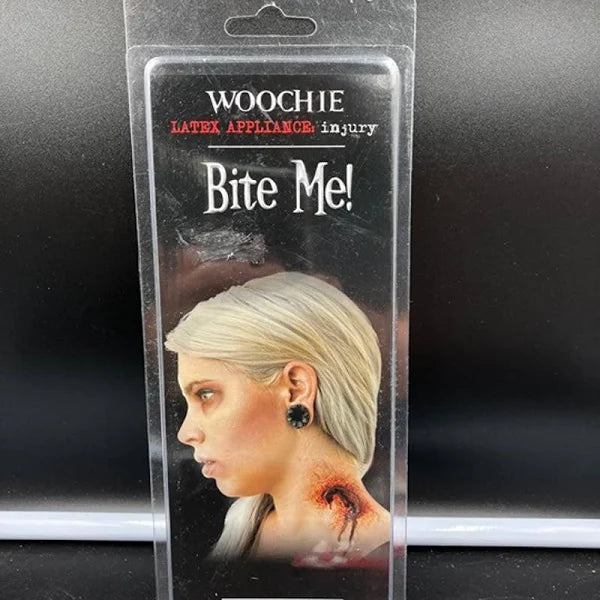 WOOCHIE
LATEX APPLIANCE: injury
Bite Me!